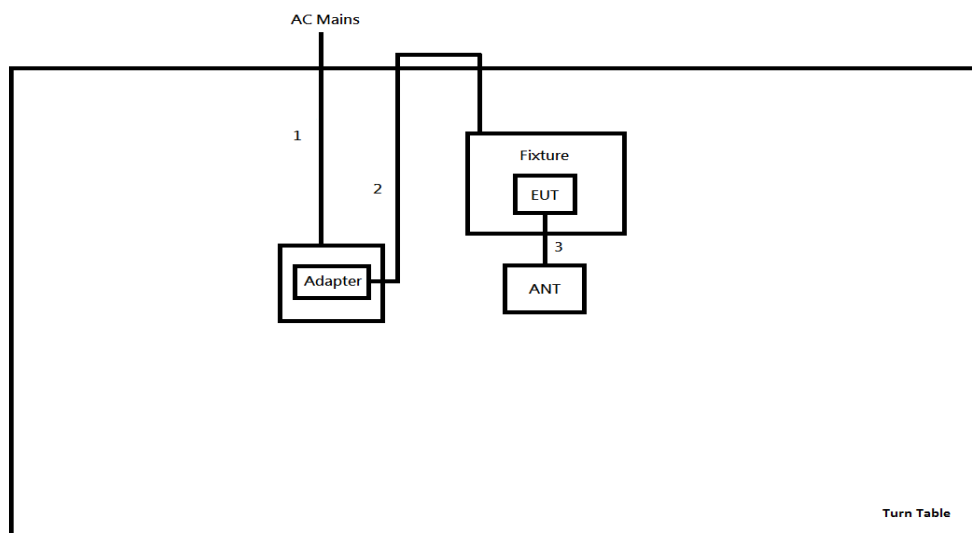 AC Mains
1
2
Fixture
EUT
3
Adapter
ANT
Turn Table